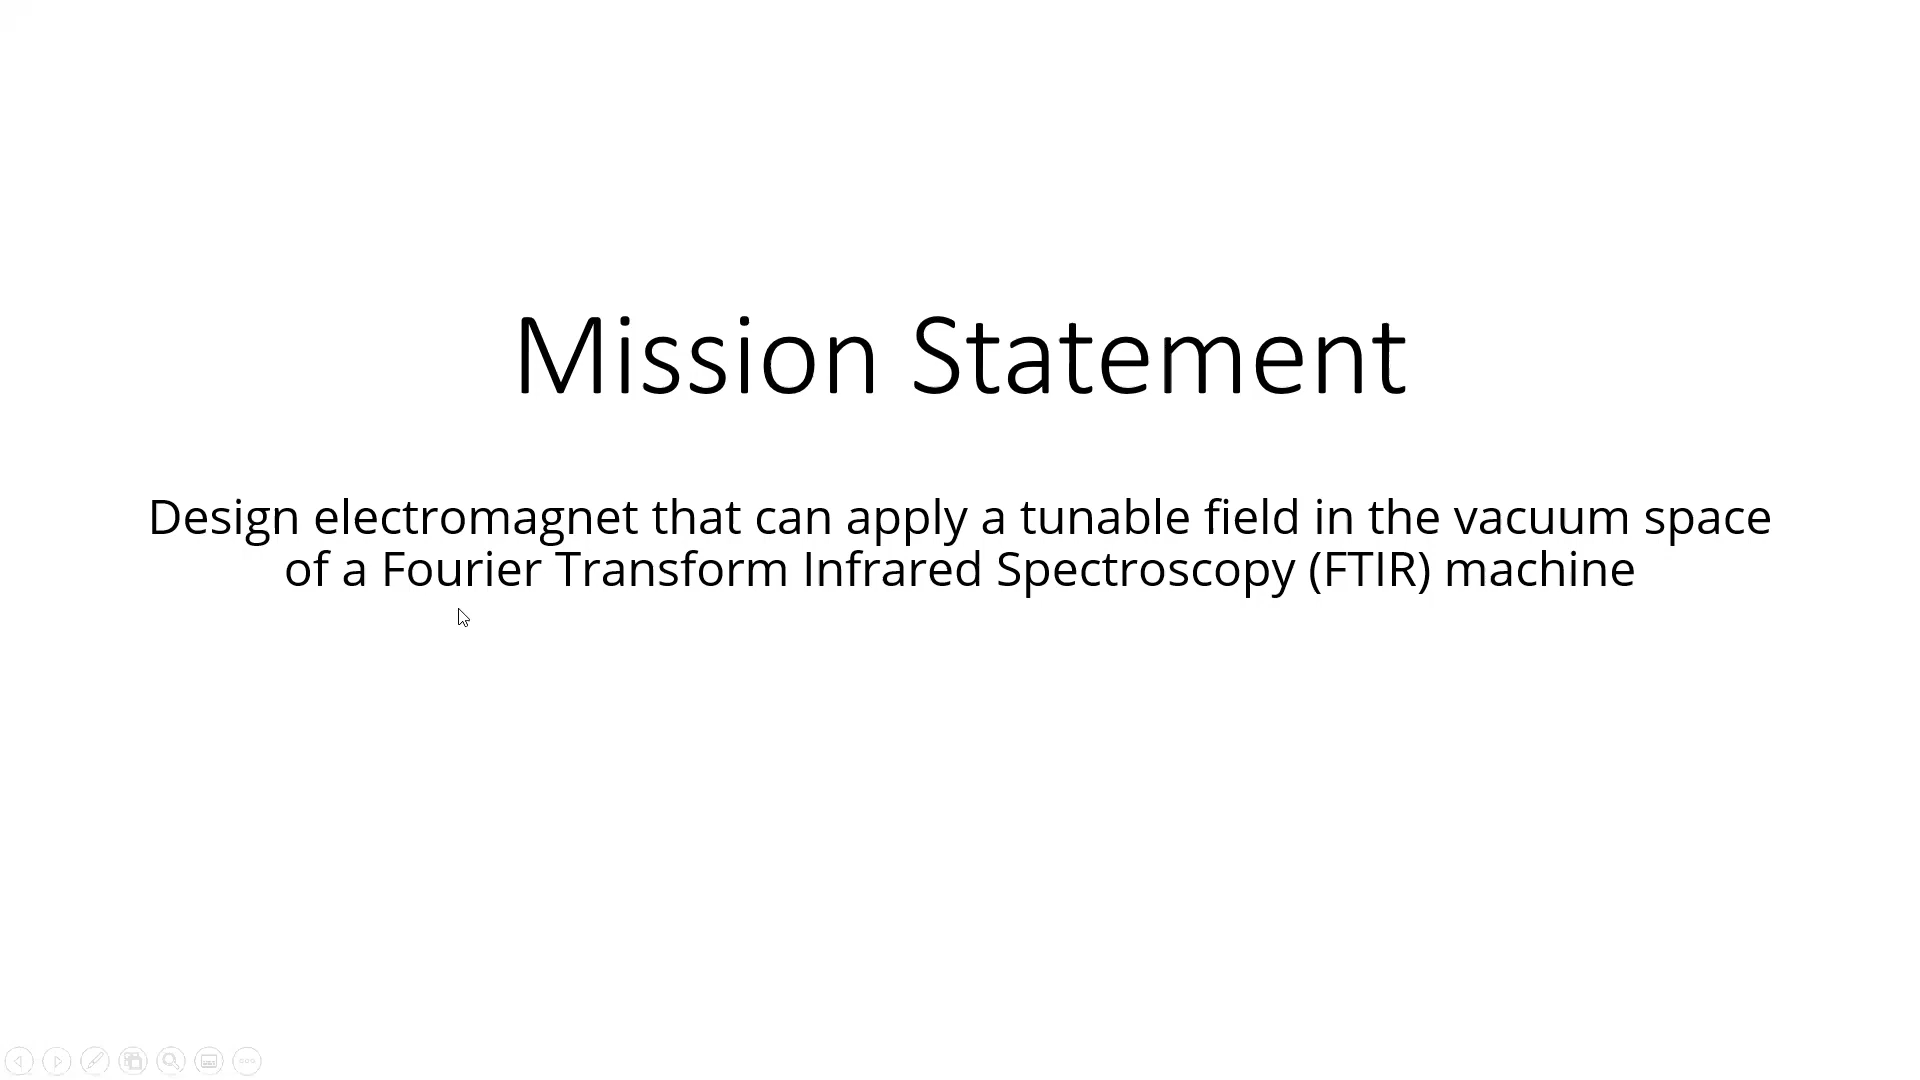 Mission Statement
Design electromagnet that can apply a tunable field in the vacuum space
of a Fourier Transform Infrared Spectroscopy (FTIR) machine